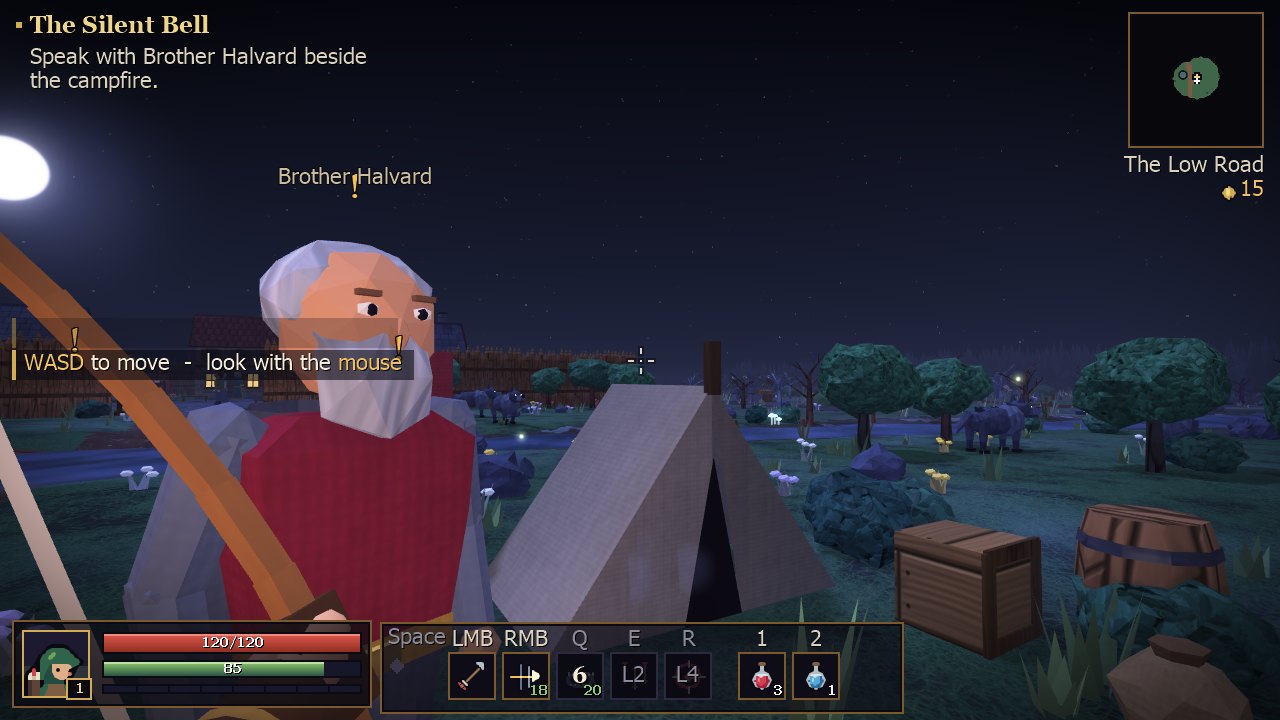 The Silent Bell
Speak with Brother Halvard beside
the campfire.
The Low Road
15
Brother Halvard
!
!
!
WASD to move - look with the mouse
120/120
85
1
Space LMB RMB Q E R 1 2
18
6
20
L2
L4
3
1